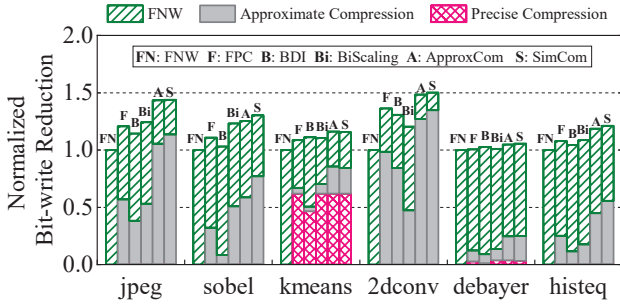 FNW Approximate Compression Precise Compression
FN: FNW F: FPC B: BDI Bi: BiScaling A: ApproxCom S: SimCom
Normalized
Bit-write Reduction
2.0
1.5
1.0
0.5
0.0
FN F B Bi A S
FN F B Bi A S
FN F B Bi A S
FN F B Bi A S
FN F B Bi A S
FN F B Bi A S
jpeg sobel kmeans 2dconv debayer histeq